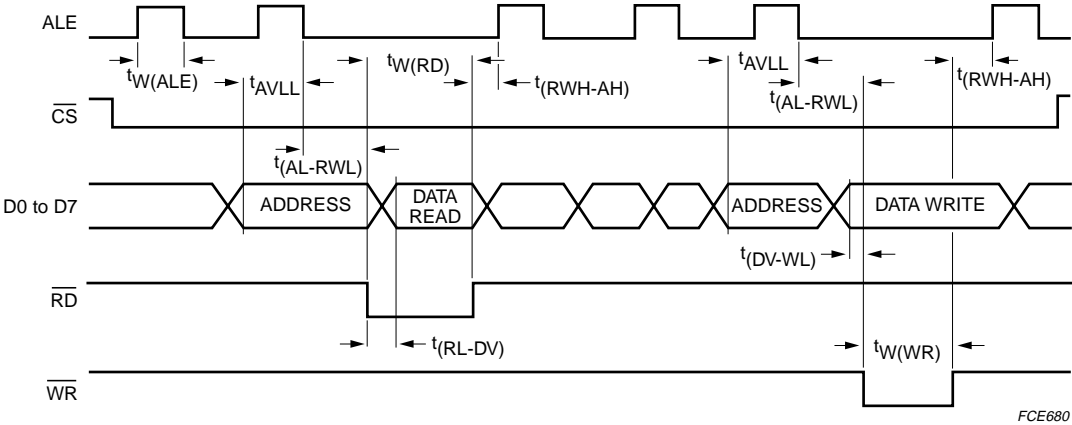 ALE
tW(ALE)
tAVLL
tW(RD)
t(RWH-AH)
tAVLL
t(AL-RWL)
t(RWH-AH)
CS
t(AL-RWL)
D0 to D7
ADDRESS
DATA
READ
ADDRESS
DATA WRITE
t(DV-WL)
RD
t(RL-DV)
tW(WR)
WR
FCE680